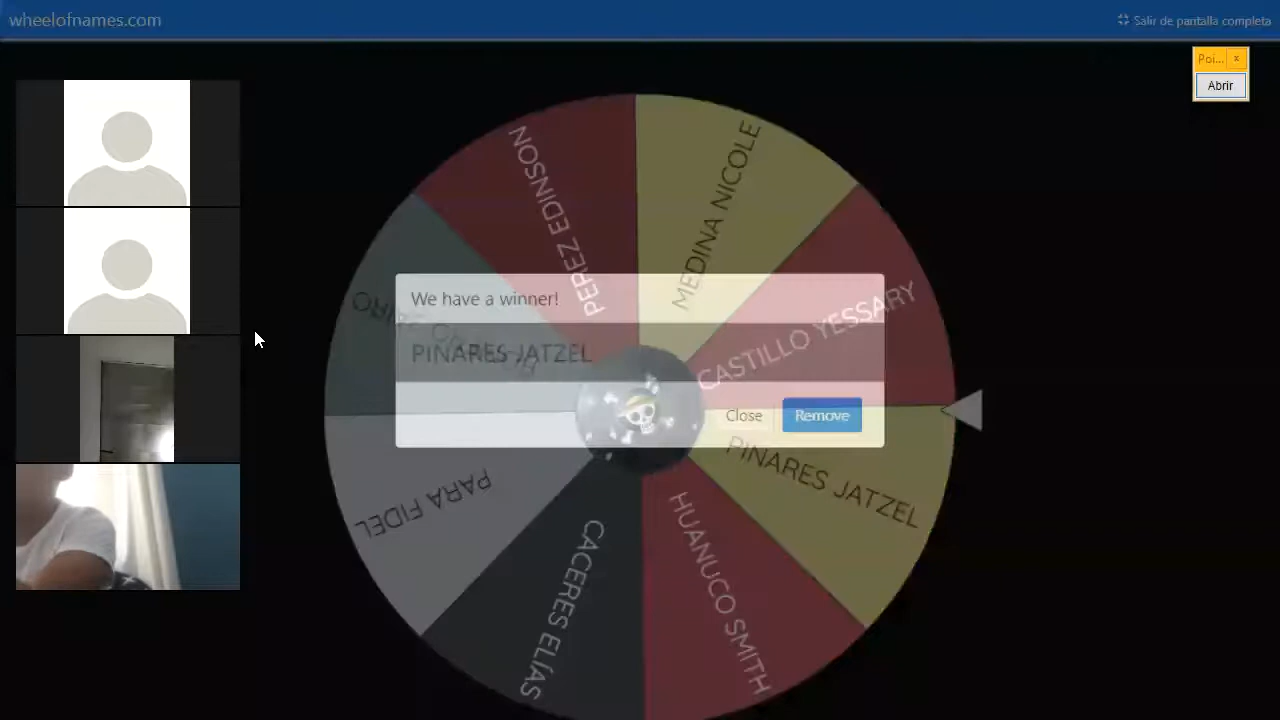 wheelofnames.com
Salir de pantalla completa
Poi... x
Abrir
PEREZ EDINSON
MEDINA NICOLE
CASTILLO YESSARY
We have a winner!
PINARES JATZEL
Close
Remove
PINARES JATZEL
HUANUCO SMITH
CACERES ELÍAS
PARA FIDEL